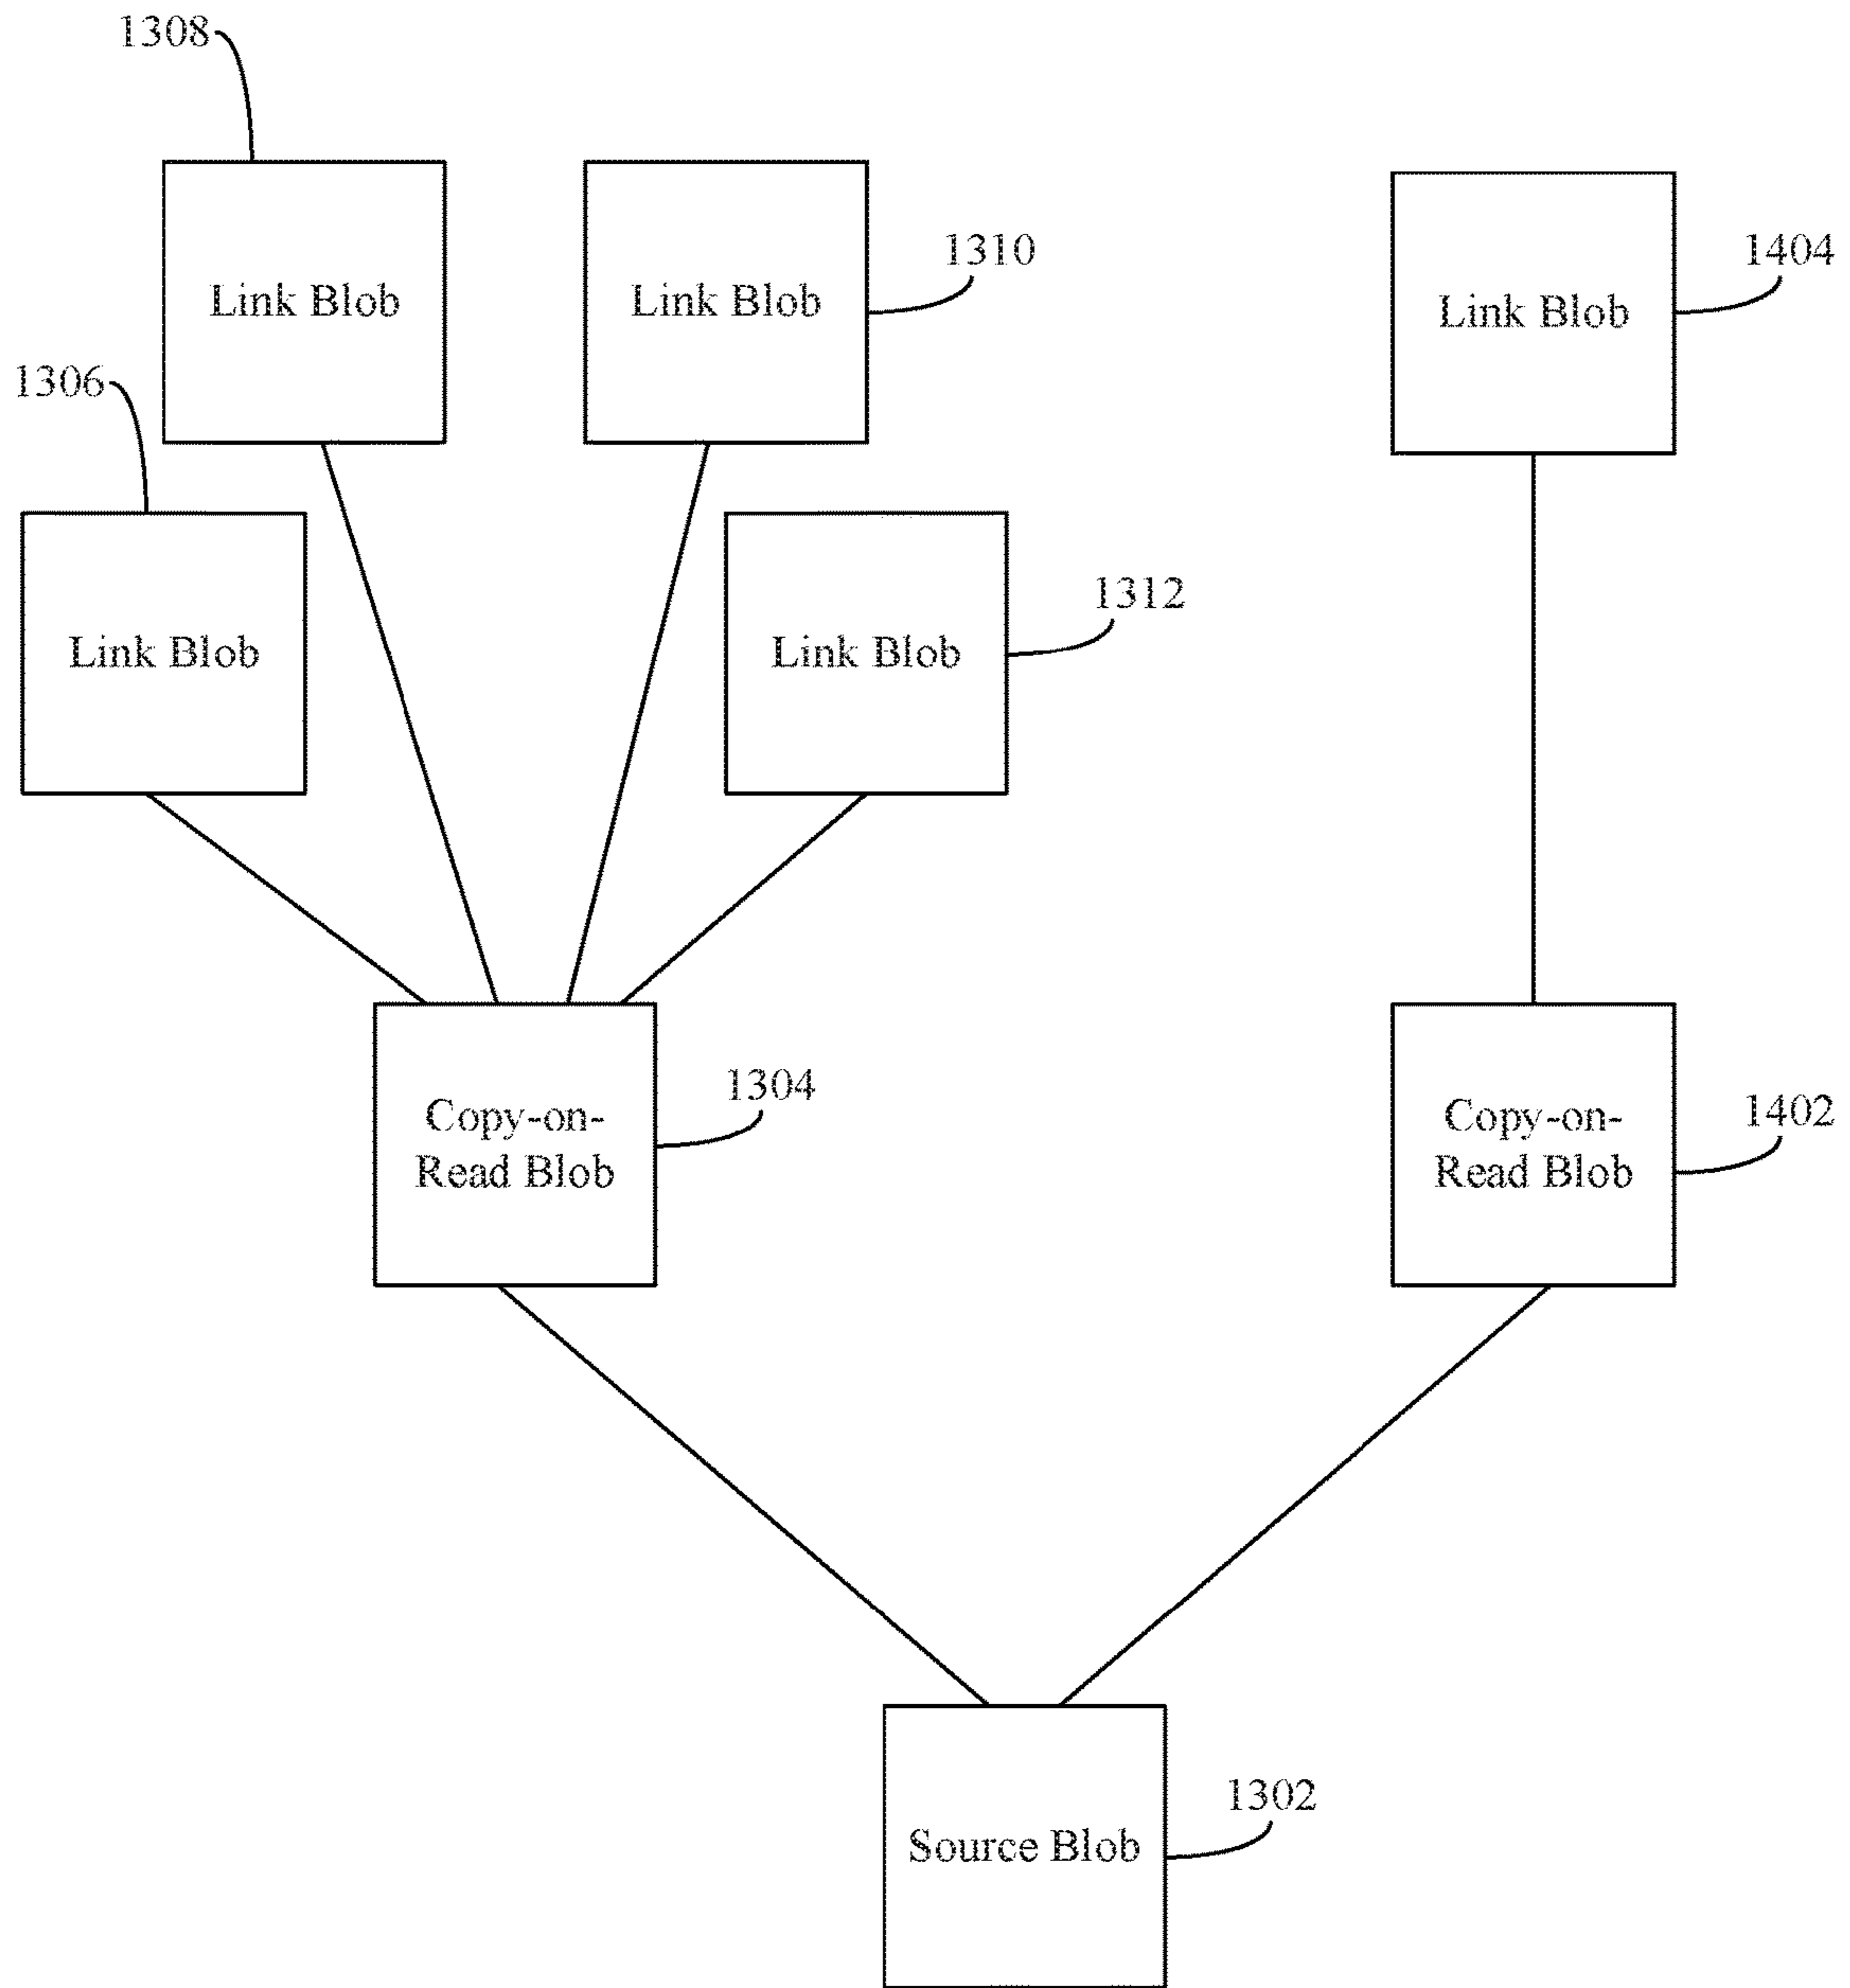 1308
Link Blob
Link Blob
1310
Link Blob
1404
1306
Link Blob
Link Blob
1312
Copy-on-
Read Blob
1304
Copy-on-
Read Blob
1402
Source Blob
1302